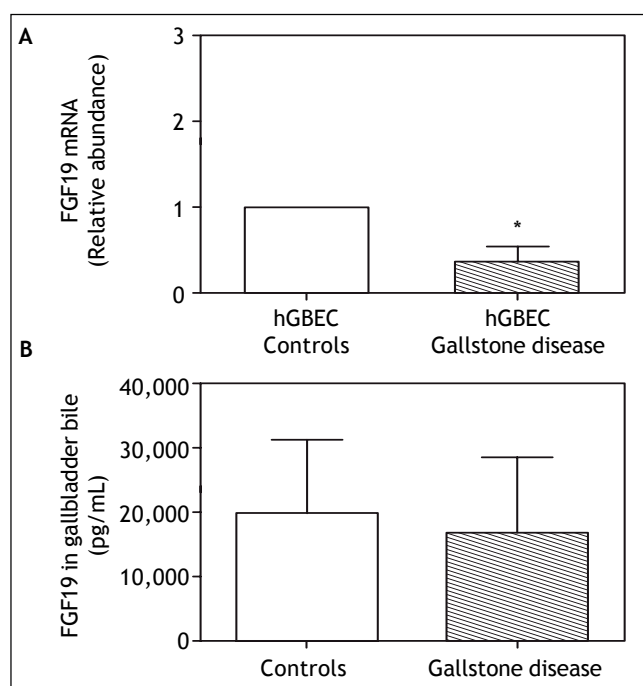 A
FGF19 mRNA
(Relative abundance)
3
2
1
0
*
hGBEC
Controls
hGBEC
Gallstone disease
B
FGF19 in gallbladder bile
(pg/mL)
40,000
30,000
20,000
10,000
0
Controls
Gallstone disease